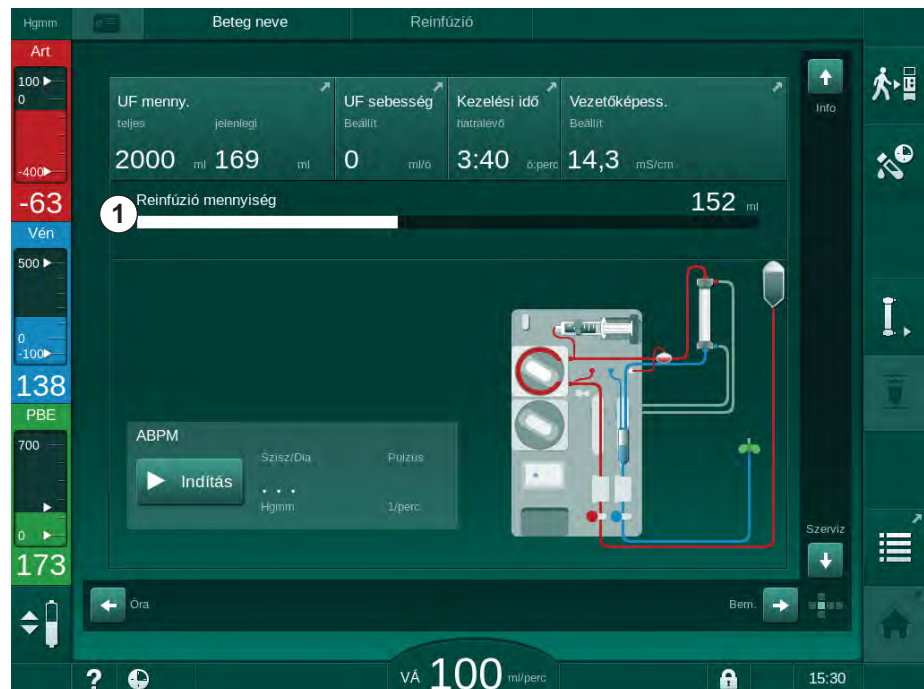 Hgmm
Beteg neve
Reinfúzió
Art
100
0
-400
-63
Vén
500
0
-100
138
PBE
700
0
173
UF menny.
teljes jelenlegi
2000 ml 169 ml
UF sebesség
Beállít
0 ml/ó
Kezelési idő
hátralévő
3:40 ó:perc
Vezetőképess.
Beállít
14,3 mS/cm
Info
1
Reinfúzió mennyiség 152 ml
ABPM
Szisz/Dia Pulzus
Indítás
. . .
Hgmm 1/perc
Szerviz
Óra
Bem.
?
VÁ 100 ml/perc
15:30